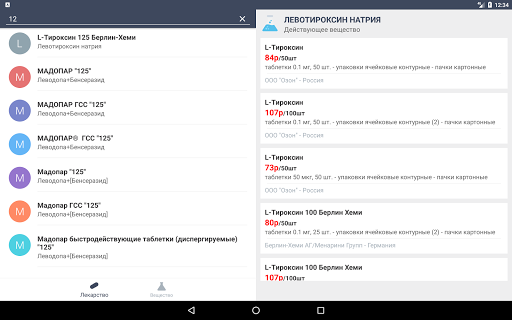 12:34
12
L
L-Тироксин 125 Берлин-Хеми
Левотироксин натрия
М
МАДОПАР "125"
Леводопа+Бенсеразид
М
МАДОПАР ГСС "125"
Леводопа+Бенсеразид
М
МАДОПАР® ГСС "125"
Леводопа+Бенсеразид
М
Мадопар "125"
Леводопа+[Бенсеразид]
М
Мадопар ГСС "125"
Леводопа+[Бенсеразид]
М
Мадопар быстродействующие таблетки (диспергируемые)
"125"
Леводопа+[Бенсеразид]
Лекарство
Вещество
ЛЕВОТИРОКСИН НАТРИЯ
Действующее вещество
L-Тироксин
84р/50шт
таблетки 0.1 мг, 50 шт. - упаковки ячейковые контурные - пачки картонные
ООО "Озон" - Россия
L-Тироксин
107р/100шт
таблетки 0.1 мг, 50 шт. - упаковки ячейковые контурные (2) - пачки картонные
ООО "Озон" - Россия
L-Тироксин
73р/50шт
таблетки 50 мкг, 50 шт. - упаковки ячейковые контурные - пачки картонные
ООО "Озон" - Россия
L-Тироксин 100 Берлин Хеми
80р/50шт
таблетки 0.1 мг, 25 шт. - упаковки ячейковые контурные (2) - пачки картонные
Берлин-Хеми АГ/Менарини Групп - Германия
L-Тироксин 100 Берлин Хеми
107р/100шт